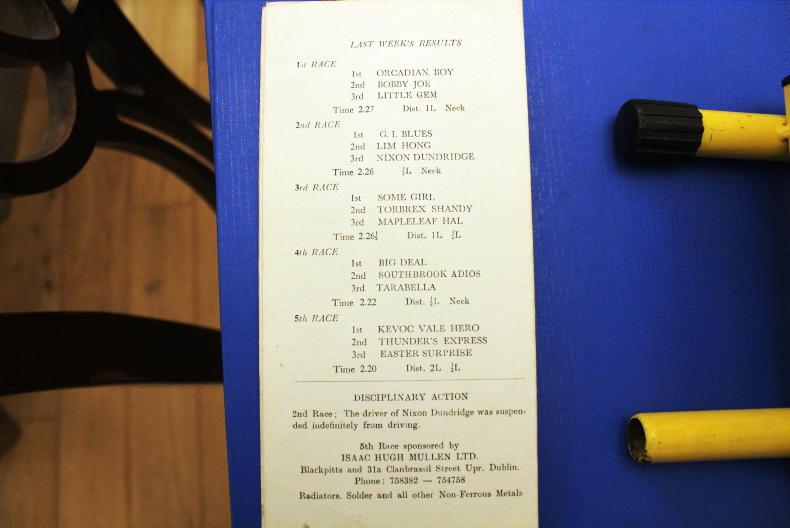 LAST WEEK'S RESULTS
1st RACE
1st ORCADIAN BOY
2nd BOBBY JOE
3rd LITTLE GEM
Time 2.27 Dist. 1L Neck
2nd RACE
1st G. I. BLUES
2nd LIM HONG
3rd NIXON DUNDRIDGE
Time 2.26 ½L Neck
3rd RACE
1st SOME GIRL
2nd TORBREX SHANDY
3rd MAPLELEAF HAL
Time 2.26½ Dist. 1L ½L
4th RACE
1st BIG DEAL
2nd SOUTHBROOK ADIOS
3rd TARABELLA
Time 2.22 Dist. ½L Neck
5th RACE
1st KEVOC VALE HERO
2nd THUNDER'S EXPRESS
3rd EASTER SURPRISE
Time 2.20 Dist. 2L ½L
DISCIPLINARY ACTION
2nd Race; The driver of Nixon Dundridge was suspen-
ded indefinitely from driving.
5th Race sponsored by
ISAAC HUGH MULLEN LTD.
Blackpitts and 31a Clanbrassil Street Upr. Dublin.
Phone: 758382 — 754758
Radiators. Solder and all other Non-Ferrous Metals